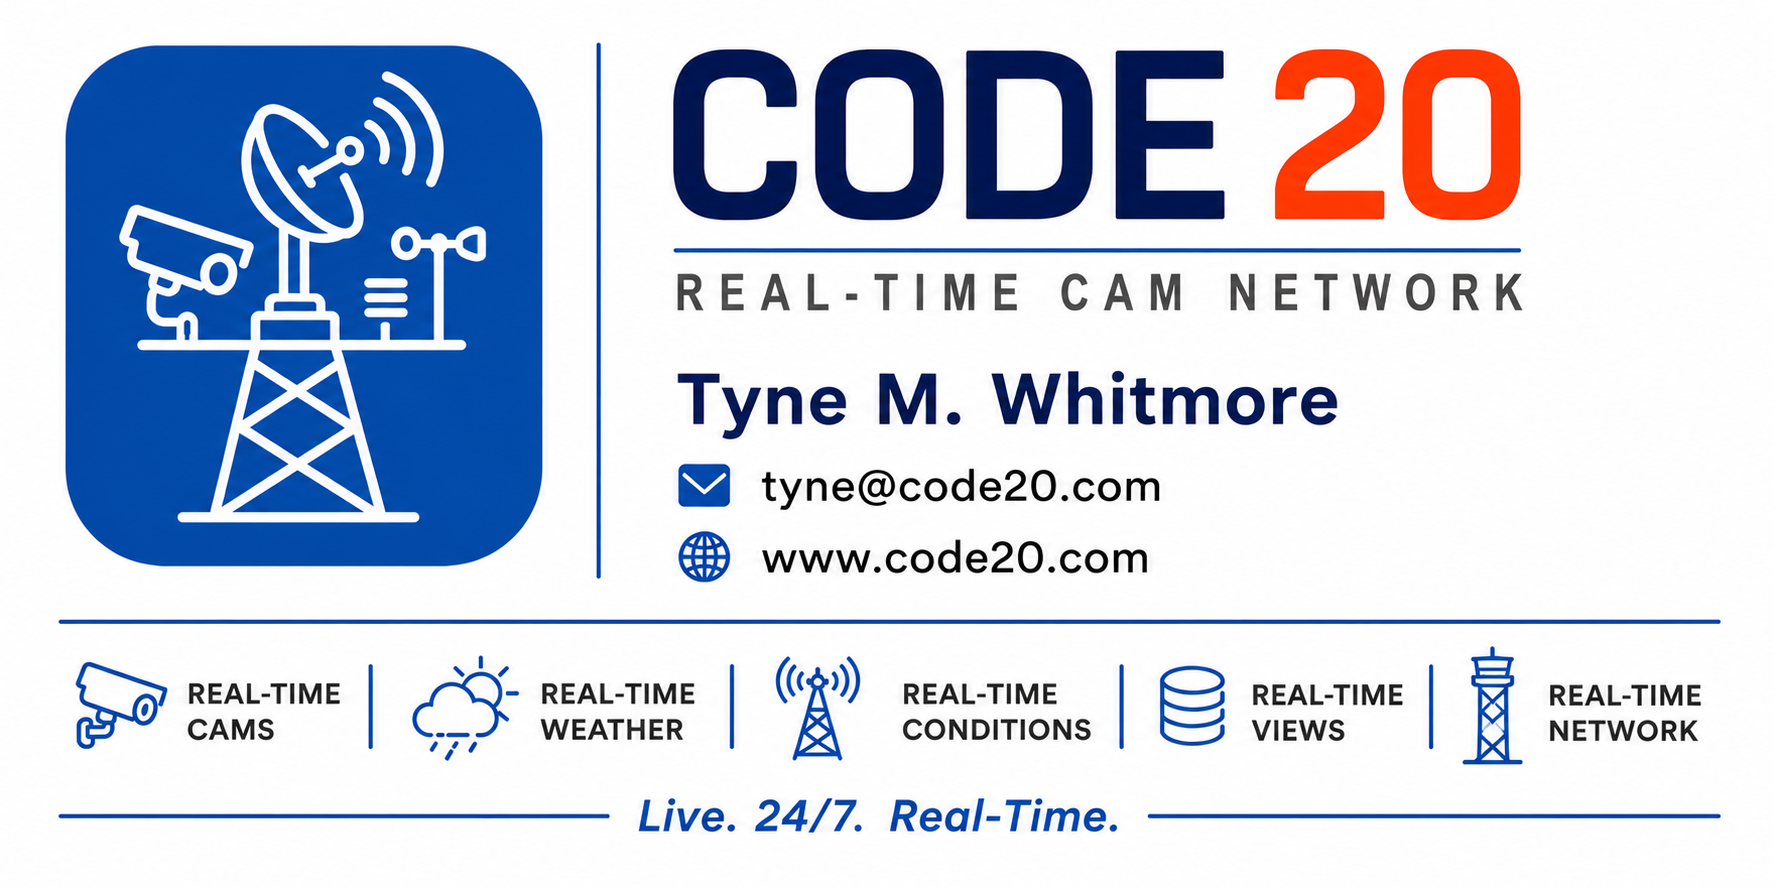 CODE 20
REAL-TIME CAM NETWORK
Tyne M. Whitmore
tyne@code20.com
www.code20.com
REAL-TIME
CAMS
REAL-TIME
WEATHER
REAL-TIME
CONDITIONS
REAL-TIME
VIEWS
REAL-TIME
NETWORK
Live. 24/7. Real-Time.